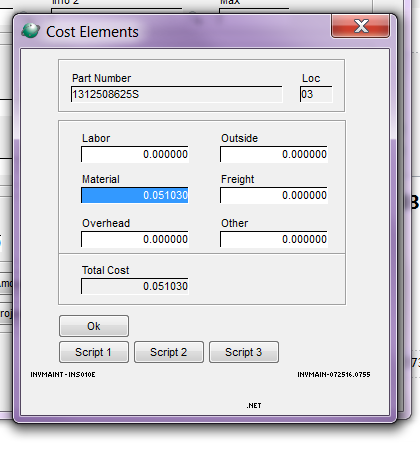 Info 2
Max
Cost Elements
Part Number Loc
1312508625S 03
Labor Outside
0.000000 0.000000
Material Freight
0.051030 0.000000
Overhead Other
0.000000 0.000000
Total Cost
0.051030
Ok
Script 1 Script 2 Script 3
INVMAINT - INS010E INVMAIN-072516.0755
.NET